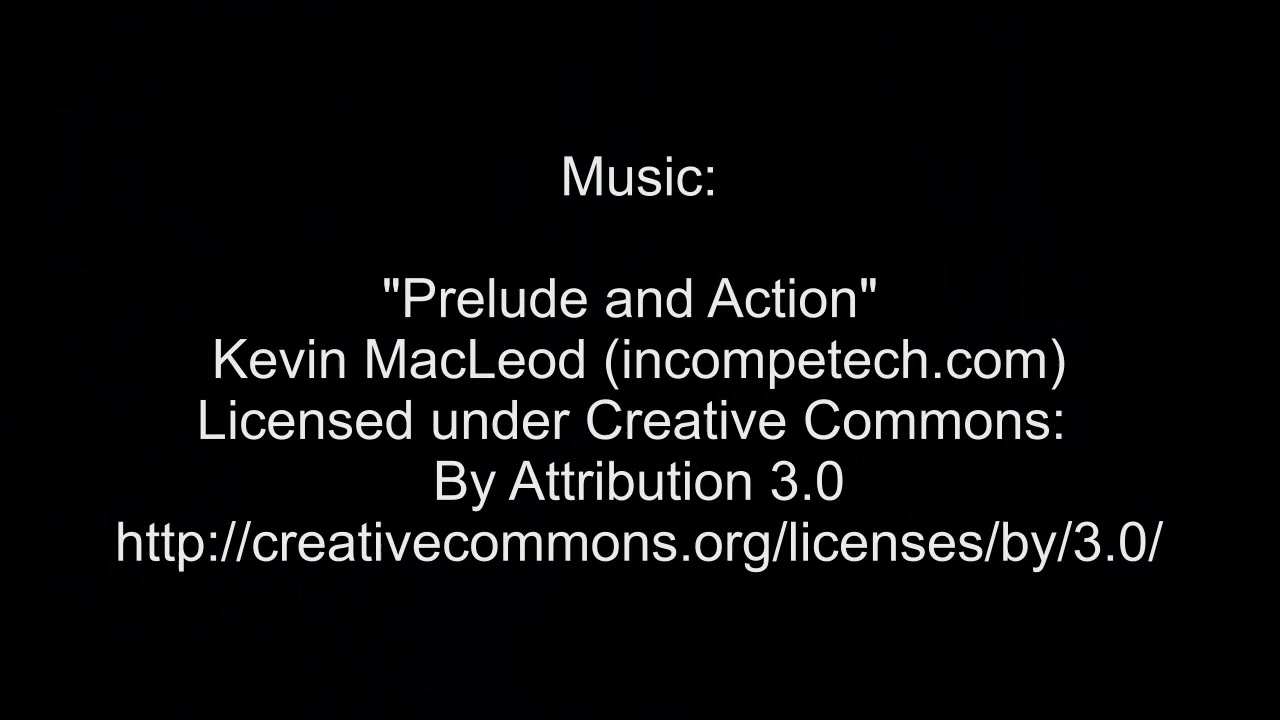 Music:
"Prelude and Action"
Kevin MacLeod (incompetech.com)
Licensed under Creative Commons:
By Attribution 3.0
http://creativecommons.org/licenses/by/3.0/